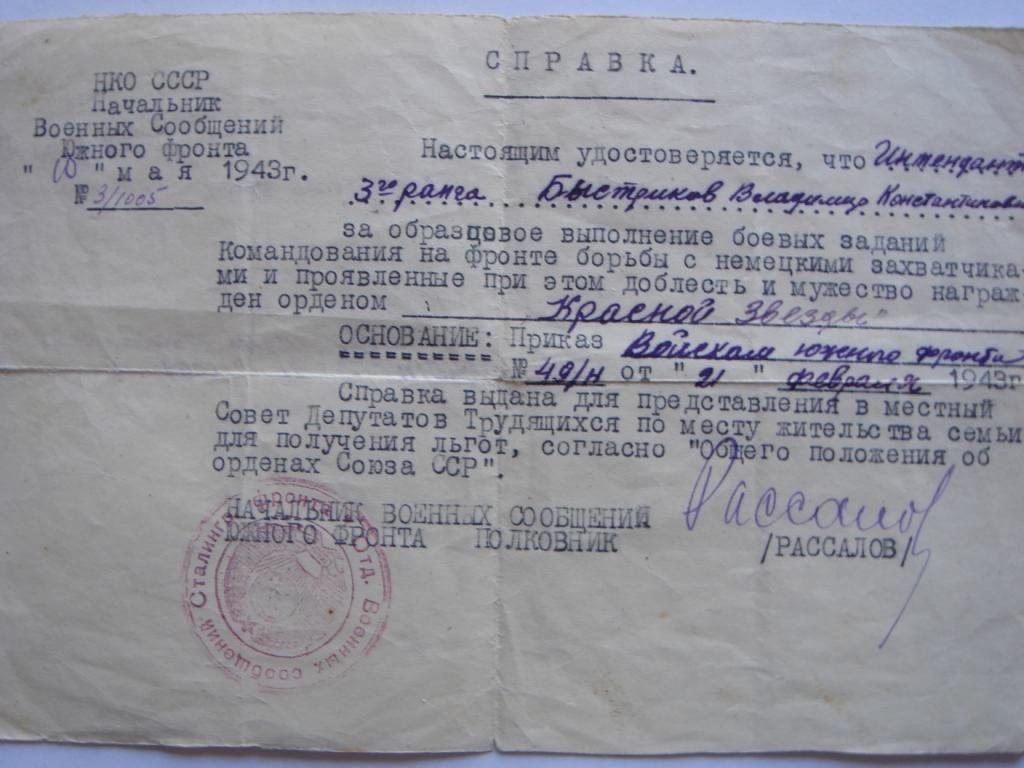 СПРАВКА.
НКО СССР
Начальник
Военных Сообщений
Южного фронта
"10" мая 1943г.
№ 3/1005
Настоящим удостоверяется, что Интендант
3го ранга Быстриков Владимир Константинович
за образцовое выполнение боевых заданий
Командования на фронте борьбы с немецкими захватчика-
ми и проявленные при этом доблесть и мужество награж-
ден орденом Красной Звезды"
ОСНОВАНИЕ: Приказ Войскам южного фронта
№ 49/н от "21" февраля 1943г
Справка выдана для представления в местный
Совет Депутатов Трудящихся по месту жительства семьи
для получения льгот, согласно "Общего положения об
орденах Союза ССР".
НАЧАЛЬНИК ВОЕННЫХ СООБЩЕНИЙ
ЮЖНОГО ФРОНТА ПОЛКОВНИК
Рассалов
/РАССАЛОВ/
Отд. Военных сообщений Сталингр. фронта